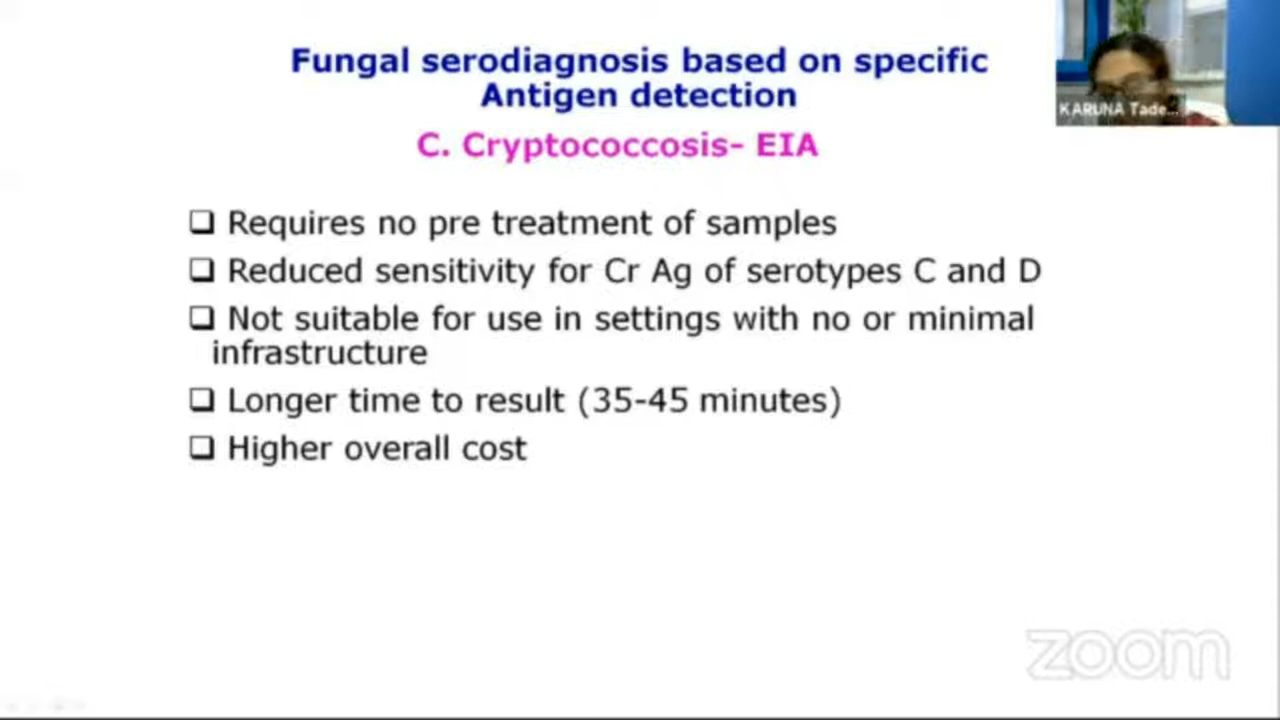 Fungal serodiagnosis based on specific
Antigen detection
KARUNA Tade...
C. Cryptococcosis- EIA
❑ Requires no pre treatment of samples
❑ Reduced sensitivity for Cr Ag of serotypes C and D
❑ Not suitable for use in settings with no or minimal
infrastructure
❑ Longer time to result (35-45 minutes)
❑ Higher overall cost
zoom